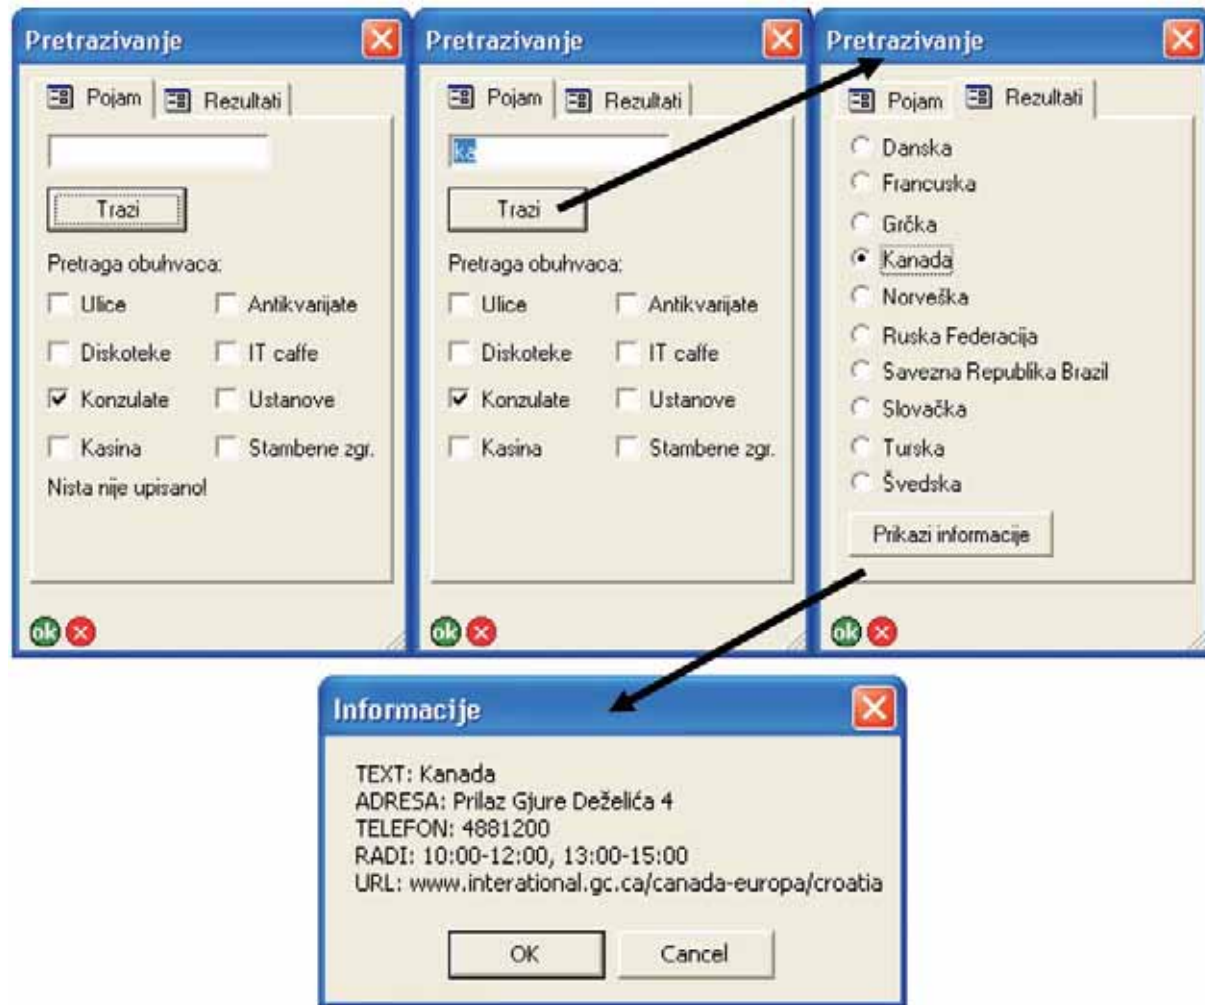 Pretrazivanje
Pojam Rezultati
Trazi
Pretraga obuhvaca:
Ulice Antikvarijate
Diskoteke IT caffe
Konzulate Ustanove
Kasina Stambene zgr.
Nista nije upisano!
ok
Pretrazivanje
Pojam Rezultati
ka
Trazi
Pretraga obuhvaca:
Ulice Antikvarijate
Diskoteke IT caffe
Konzulate Ustanove
Kasina Stambene zgr.
ok
Pretrazivanje
Pojam Rezultati
Danska
Francuska
Grčka
Kanada
Norveška
Ruska Federacija
Savezna Republika Brazil
Slovačka
Turska
Švedska
Prikazi informacije
ok
Informacije
TEXT: Kanada
ADRESA: Prilaz Gjure Deželića 4
TELEFON: 4881200
RADI: 10:00-12:00, 13:00-15:00
URL: www.interational.gc.ca/canada-europa/croatia
OK Cancel